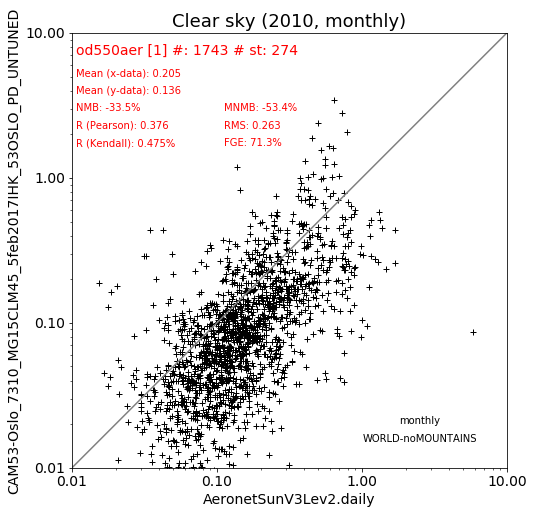 Clear sky (2010, monthly)
10.00
od550aer [1] #: 1743 # st: 274
Mean (x-data): 0.205
Mean (y-data): 0.136
NMB: -33.5% MNMB: -53.4%
R (Pearson): 0.376 RMS: 0.263
R (Kendall): 0.475% FGE: 71.3%
CAM53-Oslo_7310_MG15CLM45_5feb2017IHK_53OSLO_PD_UNTUNED
1.00
0.10
monthly
WORLD-noMOUNTAINS
0.01
0.01 0.10 1.00 10.00
AeronetSunV3Lev2.daily